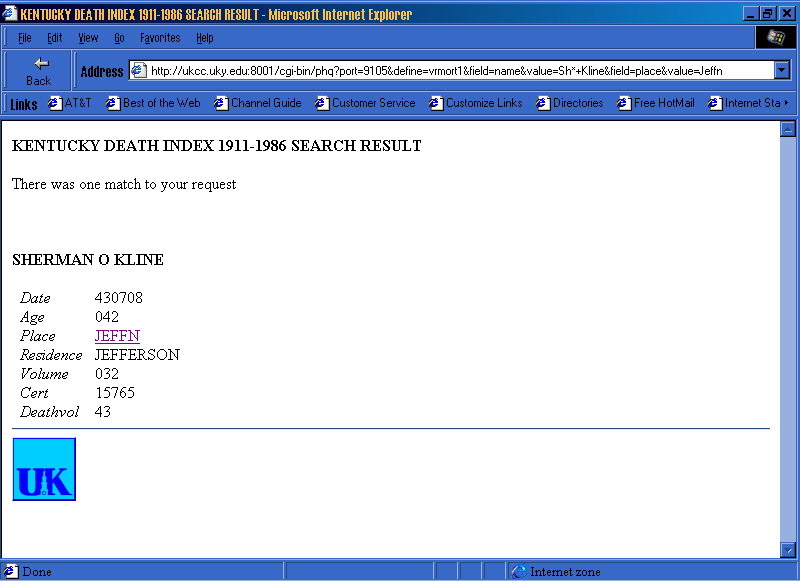 KENTUCKY DEATH INDEX 1911-1986 SEARCH RESULT - Microsoft Internet Explorer
File Edit View Go Favorites Help
Back Address http://ukcc.uky.edu:8001/cgi-bin/phq?port=9105&define=vrmort1&field=name&value=Sh*+Kline&field=place&value=Jeffn
Links AT&T Best of the Web Channel Guide Customer Service Customize Links Directories Free HotMail Internet Sta
KENTUCKY DEATH INDEX 1911-1986 SEARCH RESULT
There was one match to your request
SHERMAN O KLINE
Date 430708
Age 042
Place JEFFN
Residence JEFFERSON
Volume 032
Cert 15765
Deathvol 43
UK
Done Internet zone